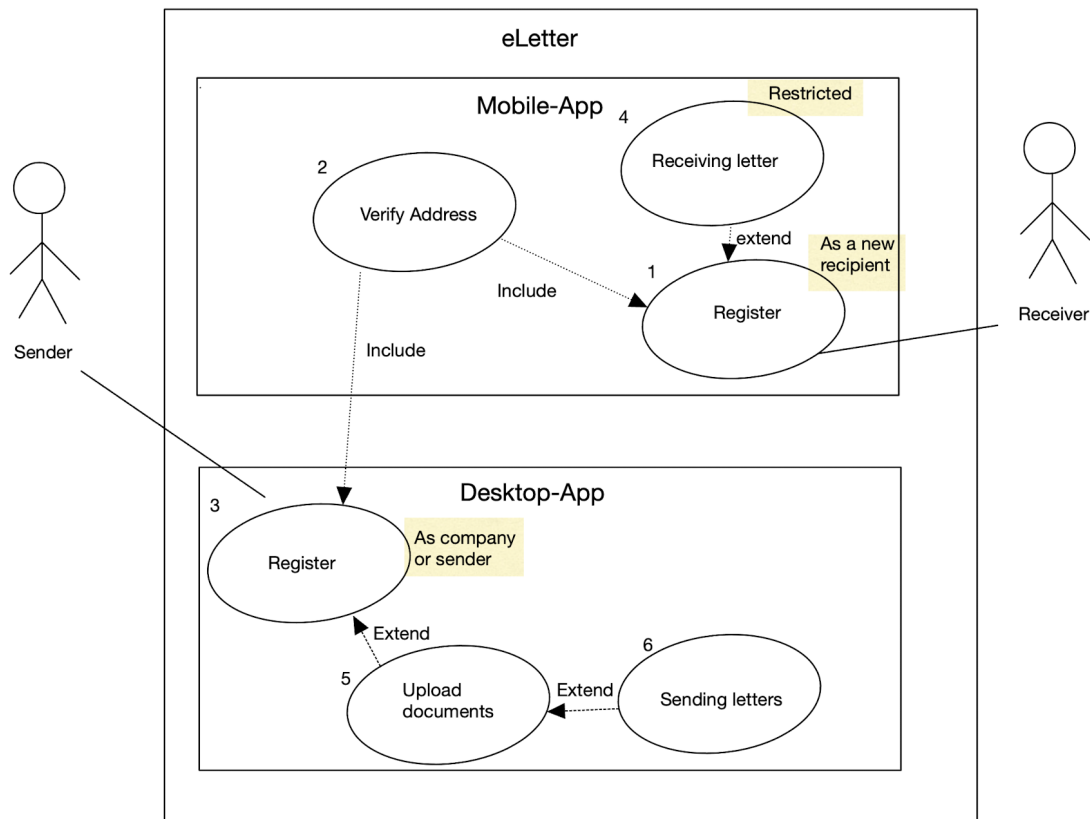 eLetter
Mobile-App
Restricted
4
Receiving letter
2
Verify Address
extend
As a new
recipient
1
Include
Register
Receiver
Sender
Include
Desktop-App
3
As company
or sender
Register
Extend
6
5
Upload
documents
Extend
Sending letters